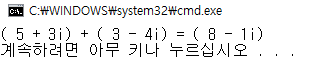 C:\WINDOWS\system32\cmd.exe
( 5 + 3i) + ( 3 - 4i) = ( 8 - 1i)
계속하려면 아무 키나 누르십시오 . . .